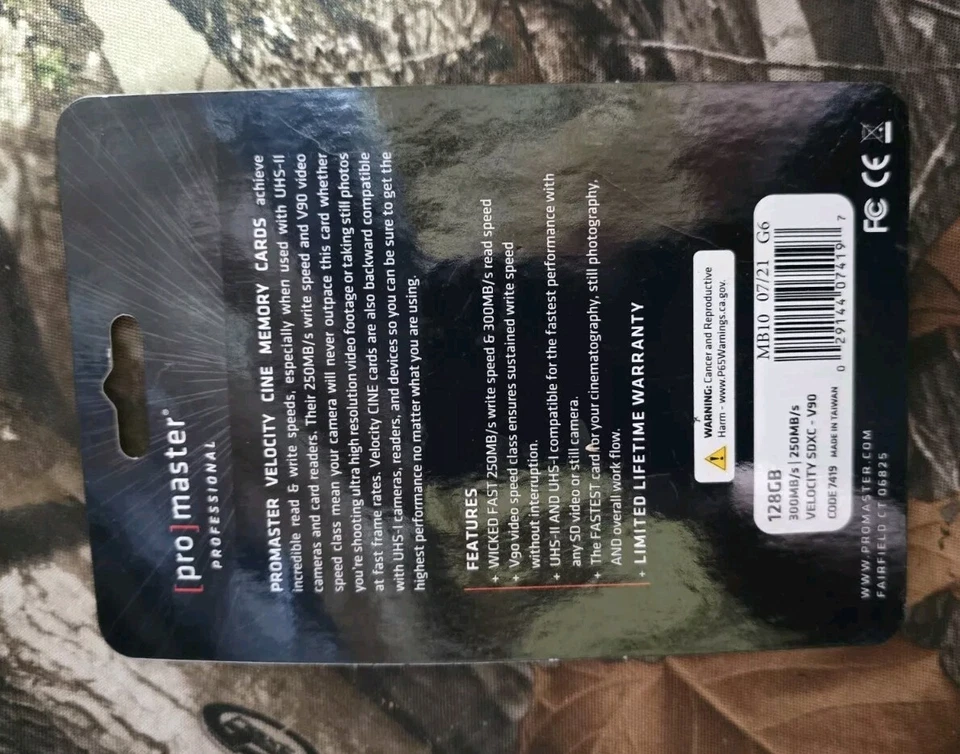 [pro]master®
PROFESSIONAL
PROMASTER VELOCITY CINE MEMORY CARDS achieve
incredible read & write speeds, especially when used with UHS-II
cameras and card readers. Their 250MB/s write speed and V90 video
speed class mean your camera will never outpace this card whether
you're shooting ultra high resolution video footage or taking still photos
at fast frame rates. Velocity CINE cards are also backward compatible
with UHS-I cameras, readers, and devices so you can be sure to get the
highest performance no matter what you are using.
FEATURES
+ WICKED FAST 250MB/s write speed & 300MB/s read speed
+ V90 video speed class ensures sustained write speed
without interruption.
+ UHS-II AND UHS-I compatible for the fastest performance with
any SD video or still camera.
+ The FASTEST card for your cinematography, still photography,
AND overall work flow.
+ LIMITED LIFETIME WARRANTY
WARNING: Cancer and Reproductive
Harm - www.P65Warnings.ca.gov.
MB10 07/21 G6
128GB
300MB/s | 250MB/s
VELOCITY SDXC - V90
CODE 7419 MADE IN TAIWAN
0 29144 07419 7
WWW.PROMASTER.COM
FAIRFIELD CT 06825
FC CE